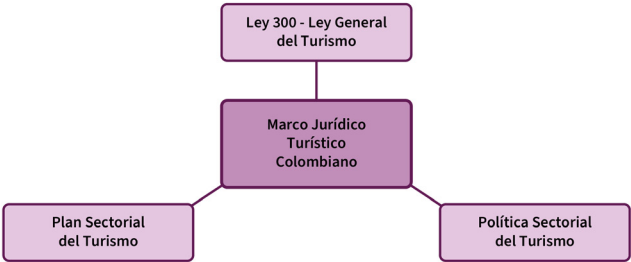 Ley 300 - Ley General
del Turismo
Marco Jurídico
Turístico
Colombiano
Plan Sectorial
del Turismo
Política Sectorial
del Turismo